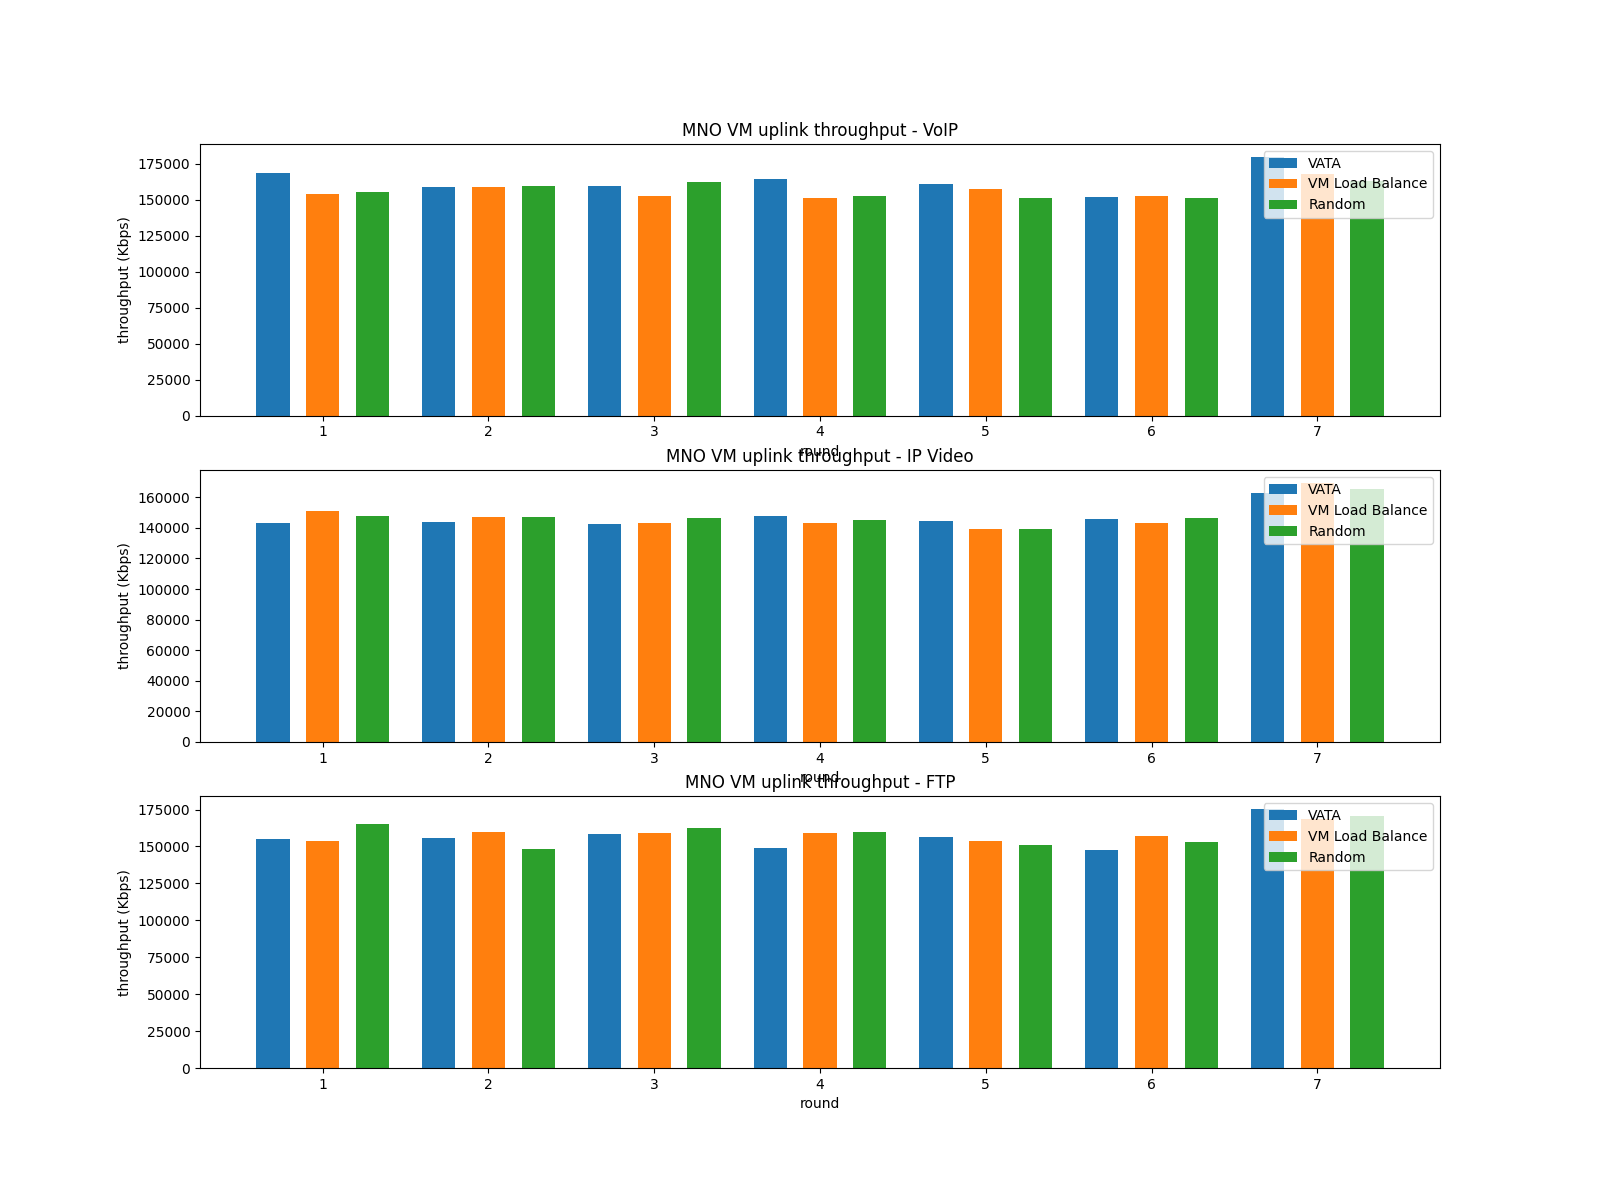 MNO VM uplink throughput - VoIP
throughput (Kbps)
175000
150000
125000
100000
75000
50000
25000
0
VATA
VM Load Balance
Random
1 2 3 4 5 6 7
round
MNO VM uplink throughput - IP Video
throughput (Kbps)
160000
140000
120000
100000
80000
60000
40000
20000
0
VATA
VM Load Balance
Random
1 2 3 4 5 6 7
round
MNO VM uplink throughput - FTP
throughput (Kbps)
175000
150000
125000
100000
75000
50000
25000
0
VATA
VM Load Balance
Random
1 2 3 4 5 6 7
round